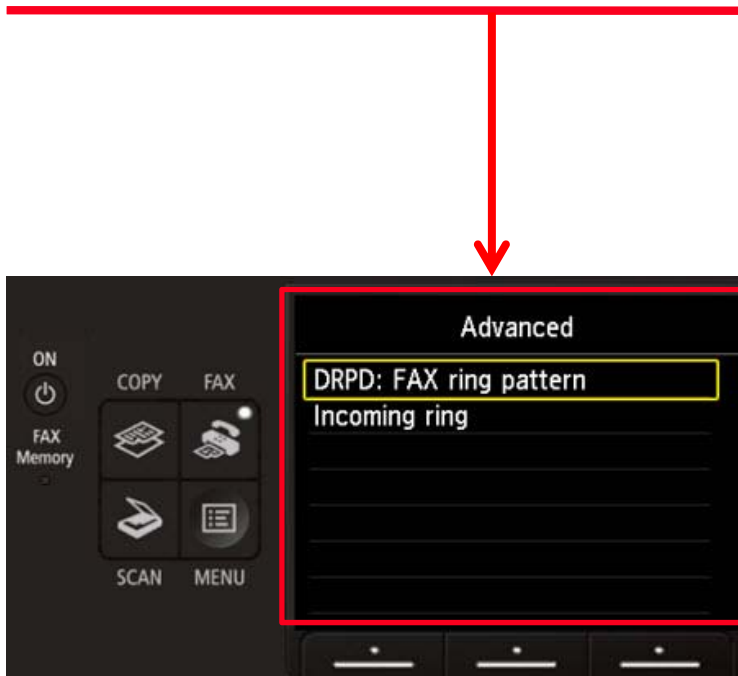 Advanced
ON
COPY FAX
DRPD: FAX ring pattern
FAX
Memory
Incoming ring
SCAN MENU